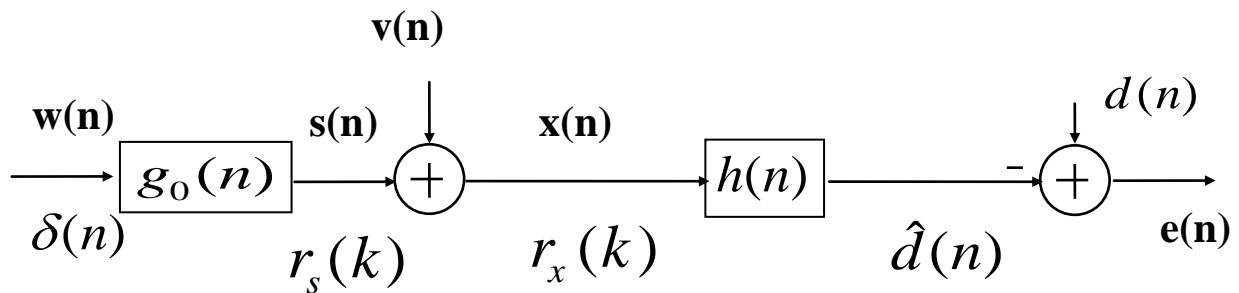 v(n)
w(n)
s(n)
x(n)
d(n)
g₀(n)
+
h(n)
-
+
δ(n)
rₛ(k)
rₓ(k)
d̂(n)
e(n)